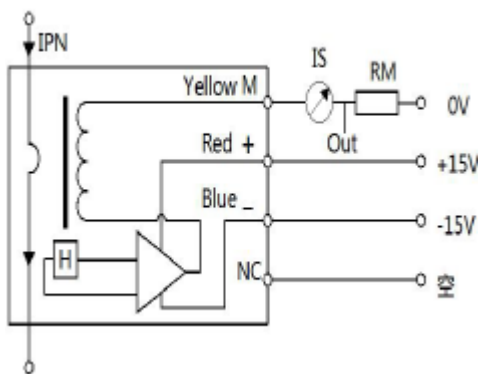 IPN
IS
Yellow M
RM
0V
Out
Red +
+15V
Blue _
-15V
H
NC
空